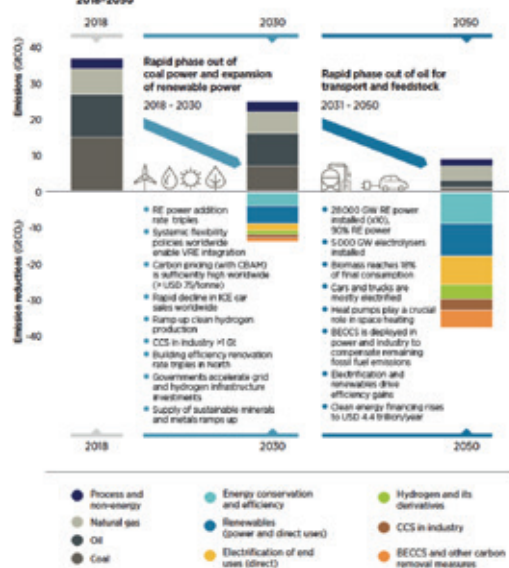 2018-2050
2018
2030
2050
Emissions (GtCO₂)
40
30
20
10
0
Rapid phase out of
coal power and expansion
of renewable power
2018 - 2030
Rapid phase out of oil for
transport and feedstock
2031 - 2050
Emission reductions (GtCO₂)
-10
-20
-30
-40
• RE power addition
rate triples
• Systemic flexibility
policies worldwide
enable VRE integration
• Carbon pricing (with CBAM)
is sufficiently high worldwide
(> USD 75/tonne)
• Rapid decline in ICE car
sales worldwide
• Ramp up clean hydrogen
production
• CCS in industry >1 Gt
• Building efficiency renovation
rate triples in North
• Governments accelerate grid
and hydrogen infrastructure
investments
• Supply of sustainable minerals
and metals ramps up
• 28000 GW RE power
installed (x10),
90% RE power
• 5000 GW electrolysers
installed
• Biomass reaches 18%
of final consumption
• Cars and trucks are
mostly electrified
• Heat pumps play a crucial
role in space heating
• BECCS is deployed in
power and industry to
compensate remaining
fossil fuel emissions
• Electrification and
renewables drive
efficiency gains
• Clean energy financing rises
to USD 4.4 trillion/year
2018
2030
2050
Process and
non-energy
Natural gas
Oil
Coal
Energy conservation
and efficiency
Renewables
(power and direct uses)
Electrification of end
uses (direct)
Hydrogen and its
derivatives
CCS in industry
BECCS and other carbon
removal measures